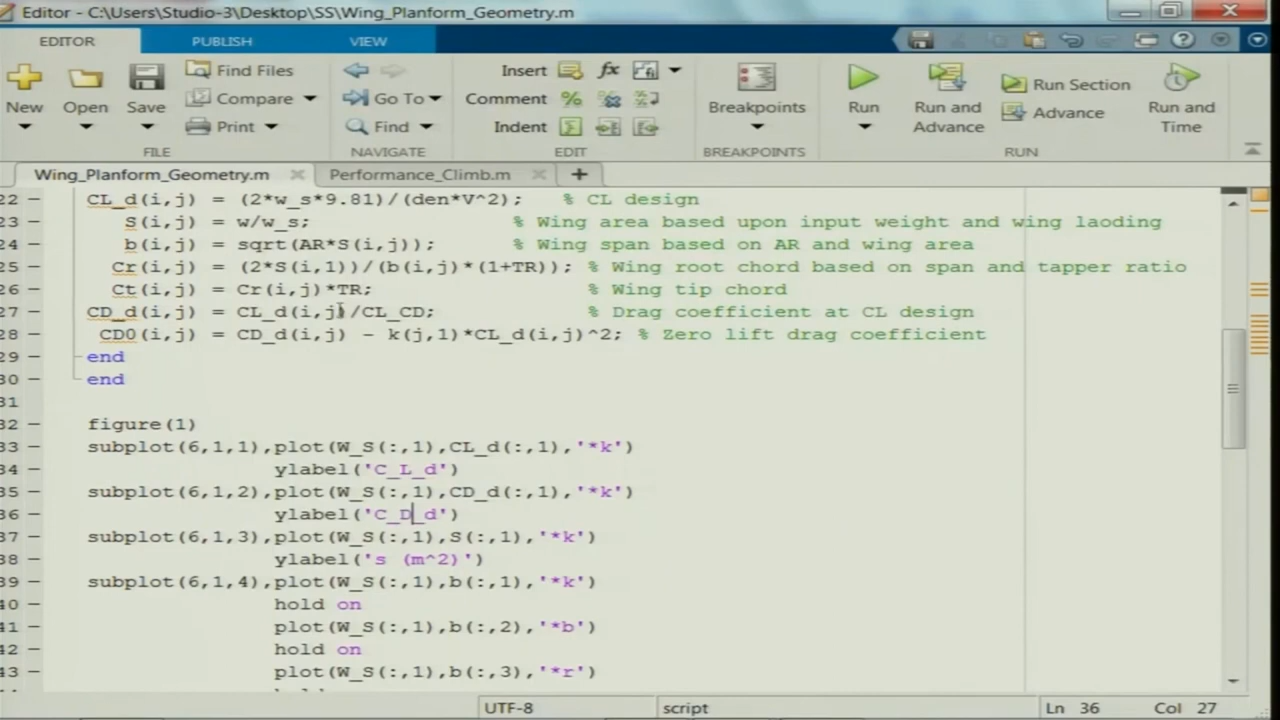 Editor - C:\Users\Studio-3\Desktop\SS\Wing_Planform_Geometry.m
EDITOR PUBLISH VIEW
New Open Save Find Files Compare Print
Go To Find
Insert fx Comment % Indent
Breakpoints
Run Run and Advance Run Section Advance Run and Time
FILE NAVIGATE EDIT BREAKPOINTS RUN
Wing_Planform_Geometry.m Performance_Climb.m +
22 - CL_d(i,j) = (2*w_s*9.81)/(den*V^2); % CL design
23 - S(i,j) = w/w_s; % Wing area based upon input weight and wing laoding
24 - b(i,j) = sqrt(AR*S(i,j)); % Wing span based on AR and wing area
25 - Cr(i,j) = (2*S(i,1))/(b(i,j)*(1+TR)); % Wing root chord based on span and tapper ratio
26 - Ct(i,j) = Cr(i,j)*TR; % Wing tip chord
27 - CD_d(i,j) = CL_d(i,j)/CL_CD; % Drag coefficient at CL design
28 - CD0(i,j) = CD_d(i,j) - k(j,1)*CL_d(i,j)^2; % Zero lift drag coefficient
29 - end
30 - end
31
32 - figure(1)
33 - subplot(6,1,1),plot(W_S(:,1),CL_d(:,1),'*k')
34 - ylabel('C_L_d')
35 - subplot(6,1,2),plot(W_S(:,1),CD_d(:,1),'*k')
36 - ylabel('C_D_d')
37 - subplot(6,1,3),plot(W_S(:,1),S(:,1),'*k')
38 - ylabel('s (m^2)')
39 - subplot(6,1,4),plot(W_S(:,1),b(:,1),'*k')
40 - hold on
41 - plot(W_S(:,1),b(:,2),'*b')
42 - hold on
43 - plot(W_S(:,1),b(:,3),'*r')
UTF-8 script Ln 36 Col 27